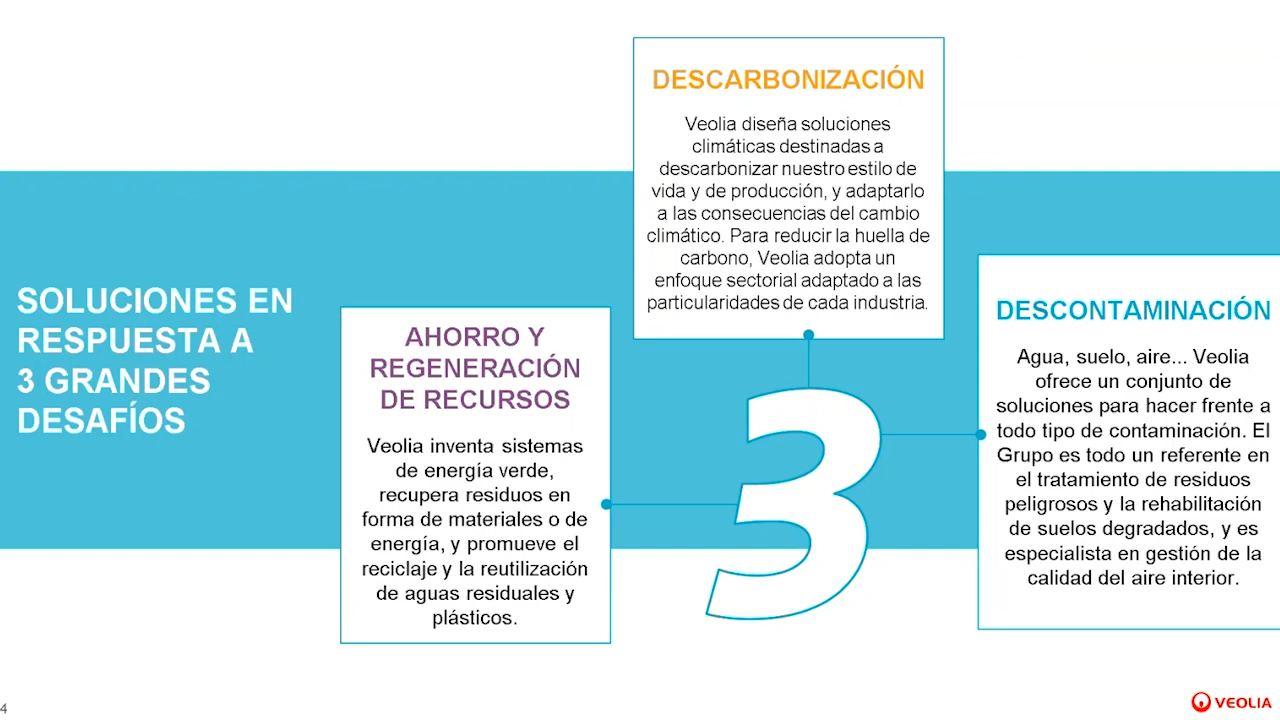 SOLUCIONES EN
RESPUESTA A
3 GRANDES
DESAFÍOS
AHORRO Y
REGENERACIÓN
DE RECURSOS
Veolia inventa sistemas
de energía verde,
recupera residuos en
forma de materiales o de
energía, y promueve el
reciclaje y la reutilización
de aguas residuales y
plásticos.
DESCARBONIZACIÓN
Veolia diseña soluciones
climáticas destinadas a
descarbonizar nuestro estilo de
vida y de producción, y adaptarlo
a las consecuencias del cambio
climático. Para reducir la huella de
carbono, Veolia adopta un
enfoque sectorial adaptado a las
particularidades de cada industria.
3
DESCONTAMINACIÓN
Agua, suelo, aire... Veolia
ofrece un conjunto de
soluciones para hacer frente a
todo tipo de contaminación. El
Grupo es todo un referente en
el tratamiento de residuos
peligrosos y la rehabilitación
de suelos degradados, y es
especialista en gestión de la
calidad del aire interior.
4
VEOLIA